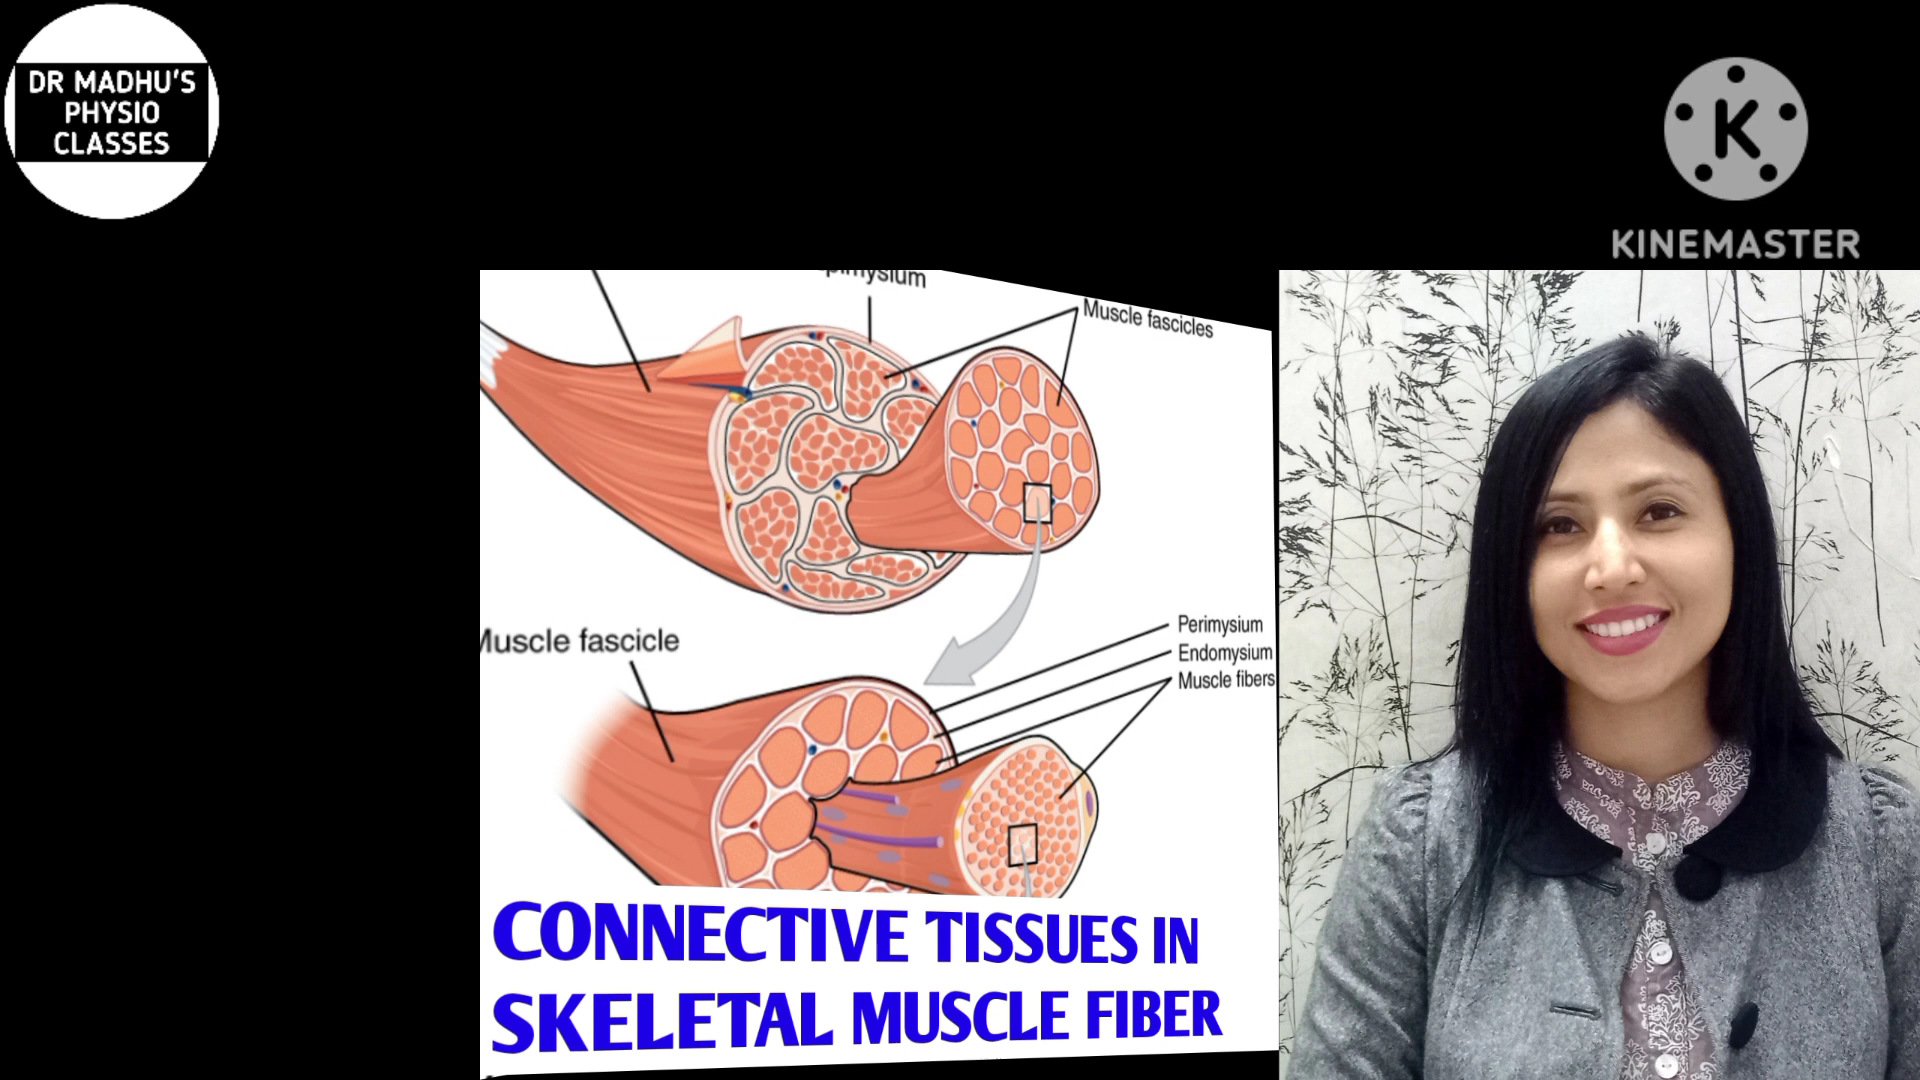 DR MADHU'S
PHYSIO
CLASSES
K
KINEMASTER
Muscle fascicles
Muscle fascicle
Perimysium
Endomysium
Muscle fibers
CONNECTIVE TISSUES IN
SKELETAL MUSCLE FIBER